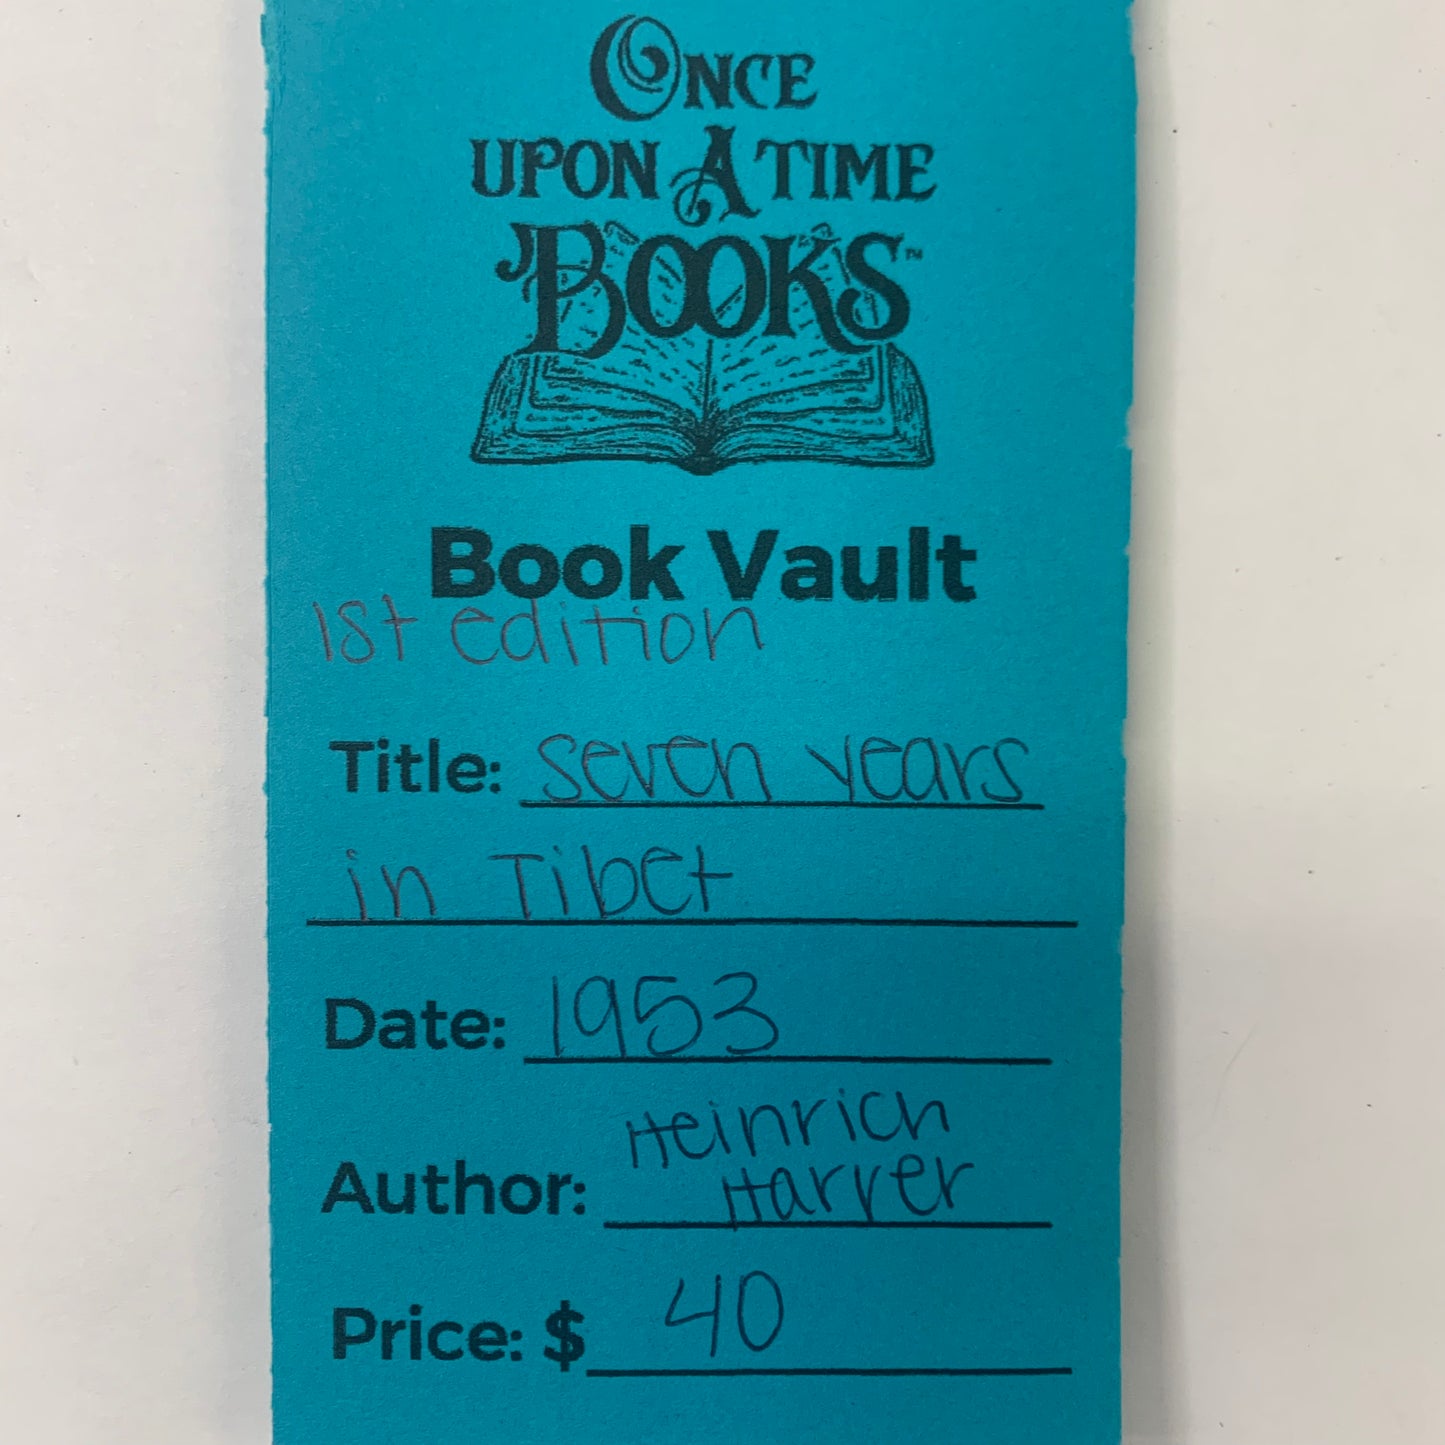 ONCE
UPON A TIME
BOOKS™
Book Vault
1st edition
Title: Seven years
in Tibet
Date: 1953
Heinrich
Author: Harrer
Price: $ 40